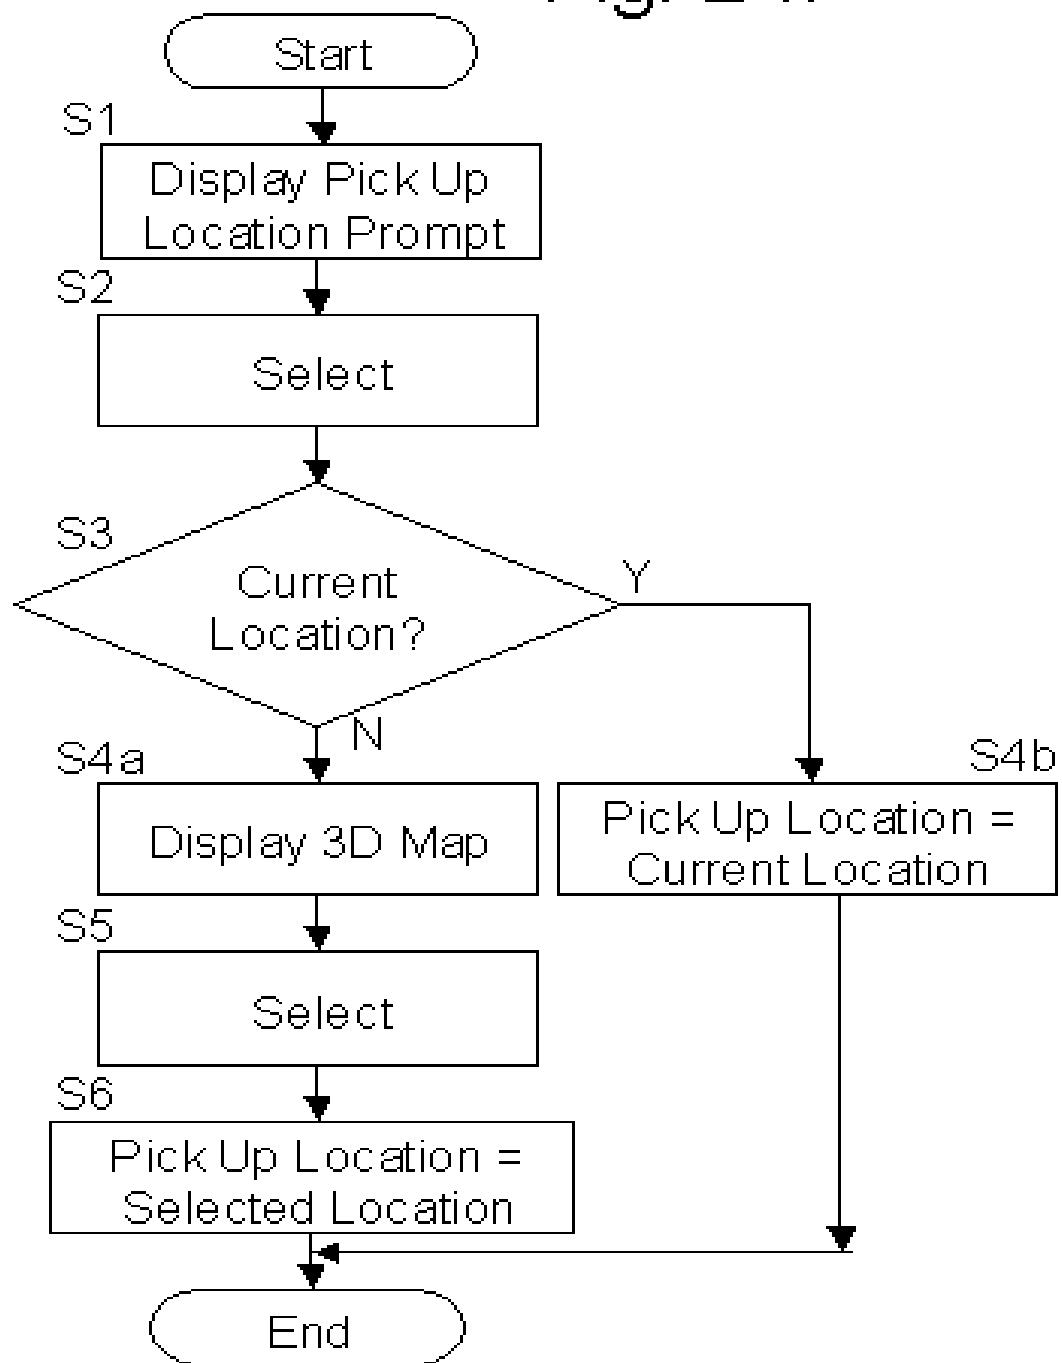 Start
S1
Display Pick Up
Location Prompt
S2
Select
S3
Current
Location?
Y
N
S4a
Display 3D Map
S4b
Pick Up Location =
Current Location
S5
Select
S6
Pick Up Location =
Selected Location
End